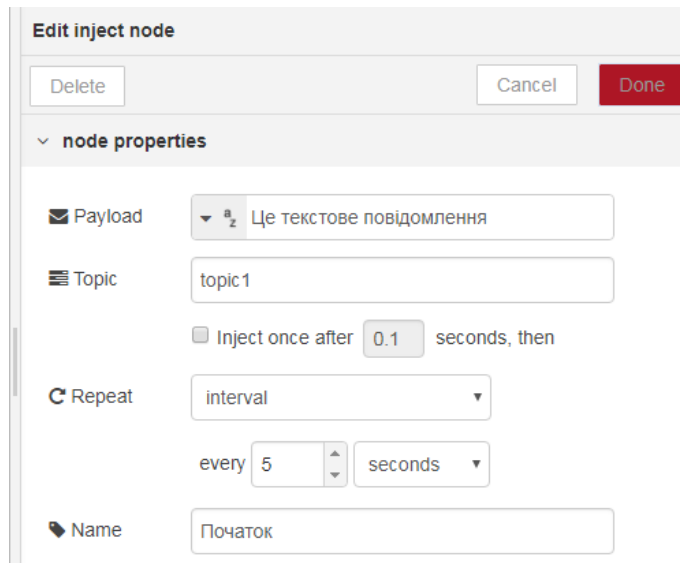 Edit inject node
Delete Cancel Done
node properties
Payload az Це текстове повідомлення
Topic topic1
Inject once after 0.1 seconds, then
Repeat interval
every 5 seconds
Name Початок